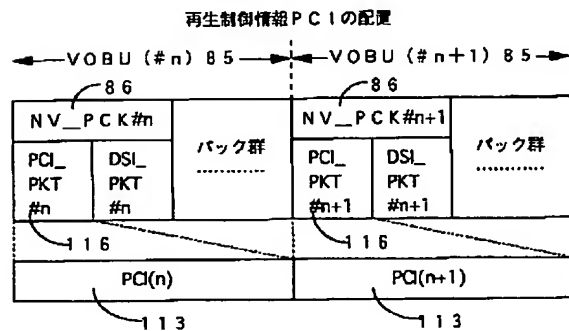 再生制御情報PCIの配置
VOBU(#n)85 VOBU(#n+1)85
86 86
NV_PCK#n パック群 NV_PCK#n+1 パック群
PCI_ DSI_ ‥‥‥‥ PCI_ DSI_ ‥‥‥‥
PKT PKT PKT PKT
#n #n #n+1 #n+1
116 116
PCI(n) PCI(n+1)
113 113